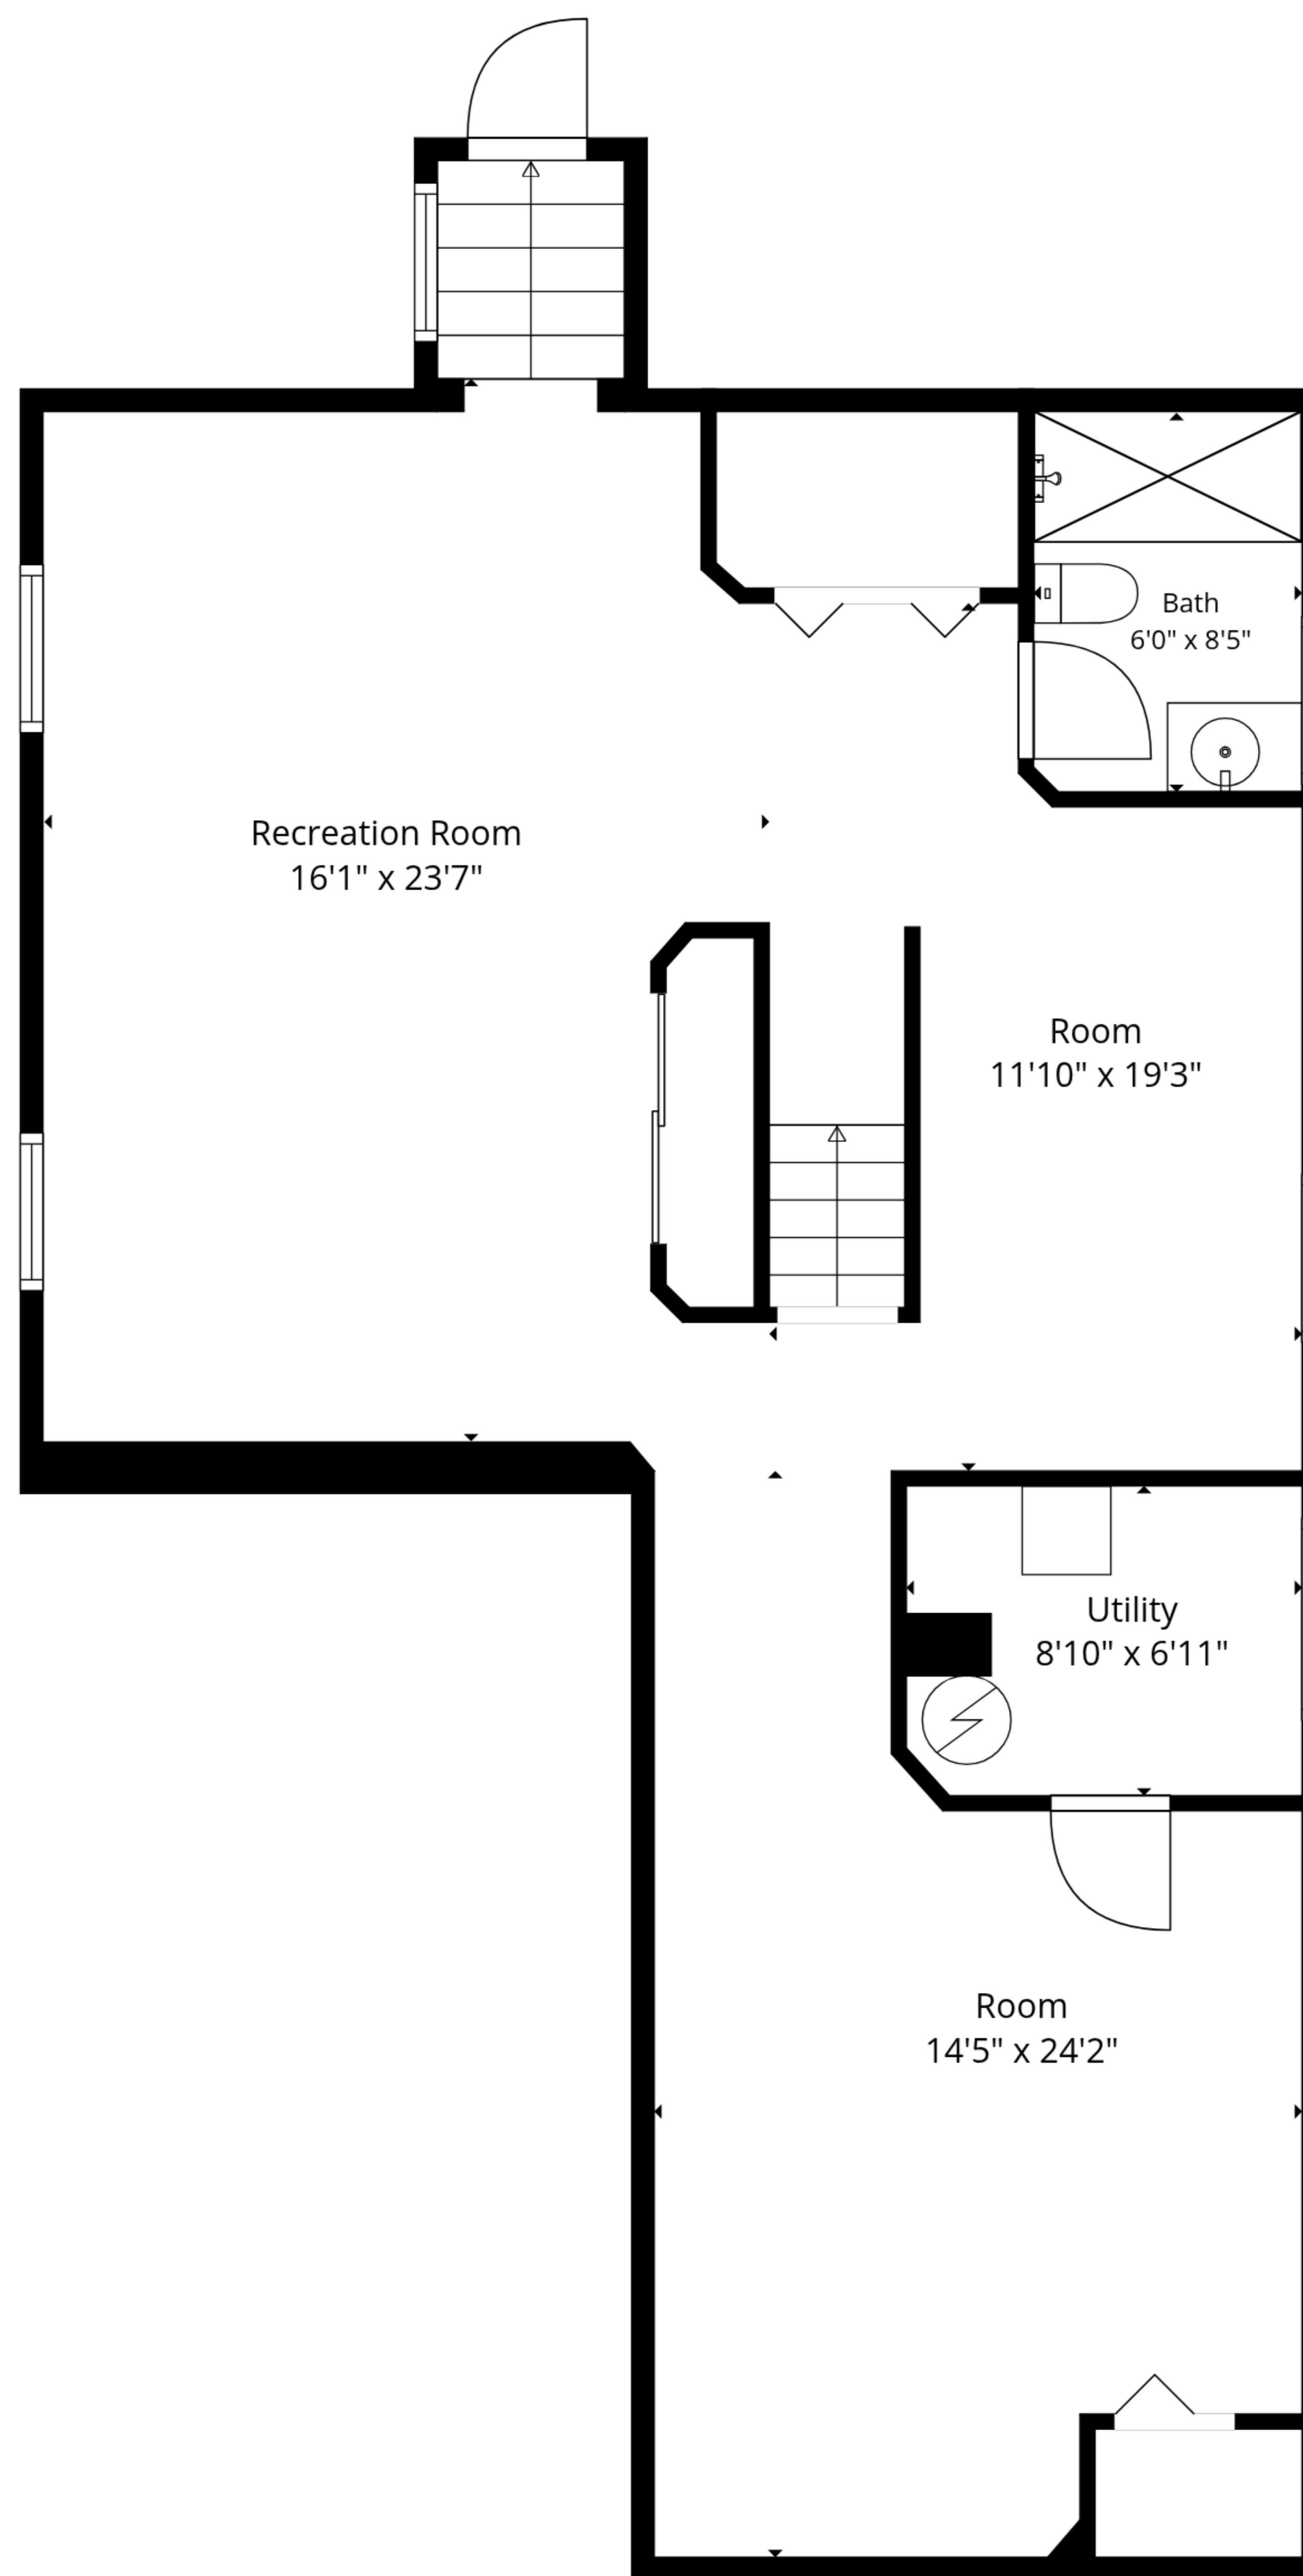 Bath
6'0" x 8'5"
Recreation Room
16'1" x 23'7"
Room
11'10" x 19'3"
Utility
8'10" x 6'11"
Room
14'5" x 24'2"